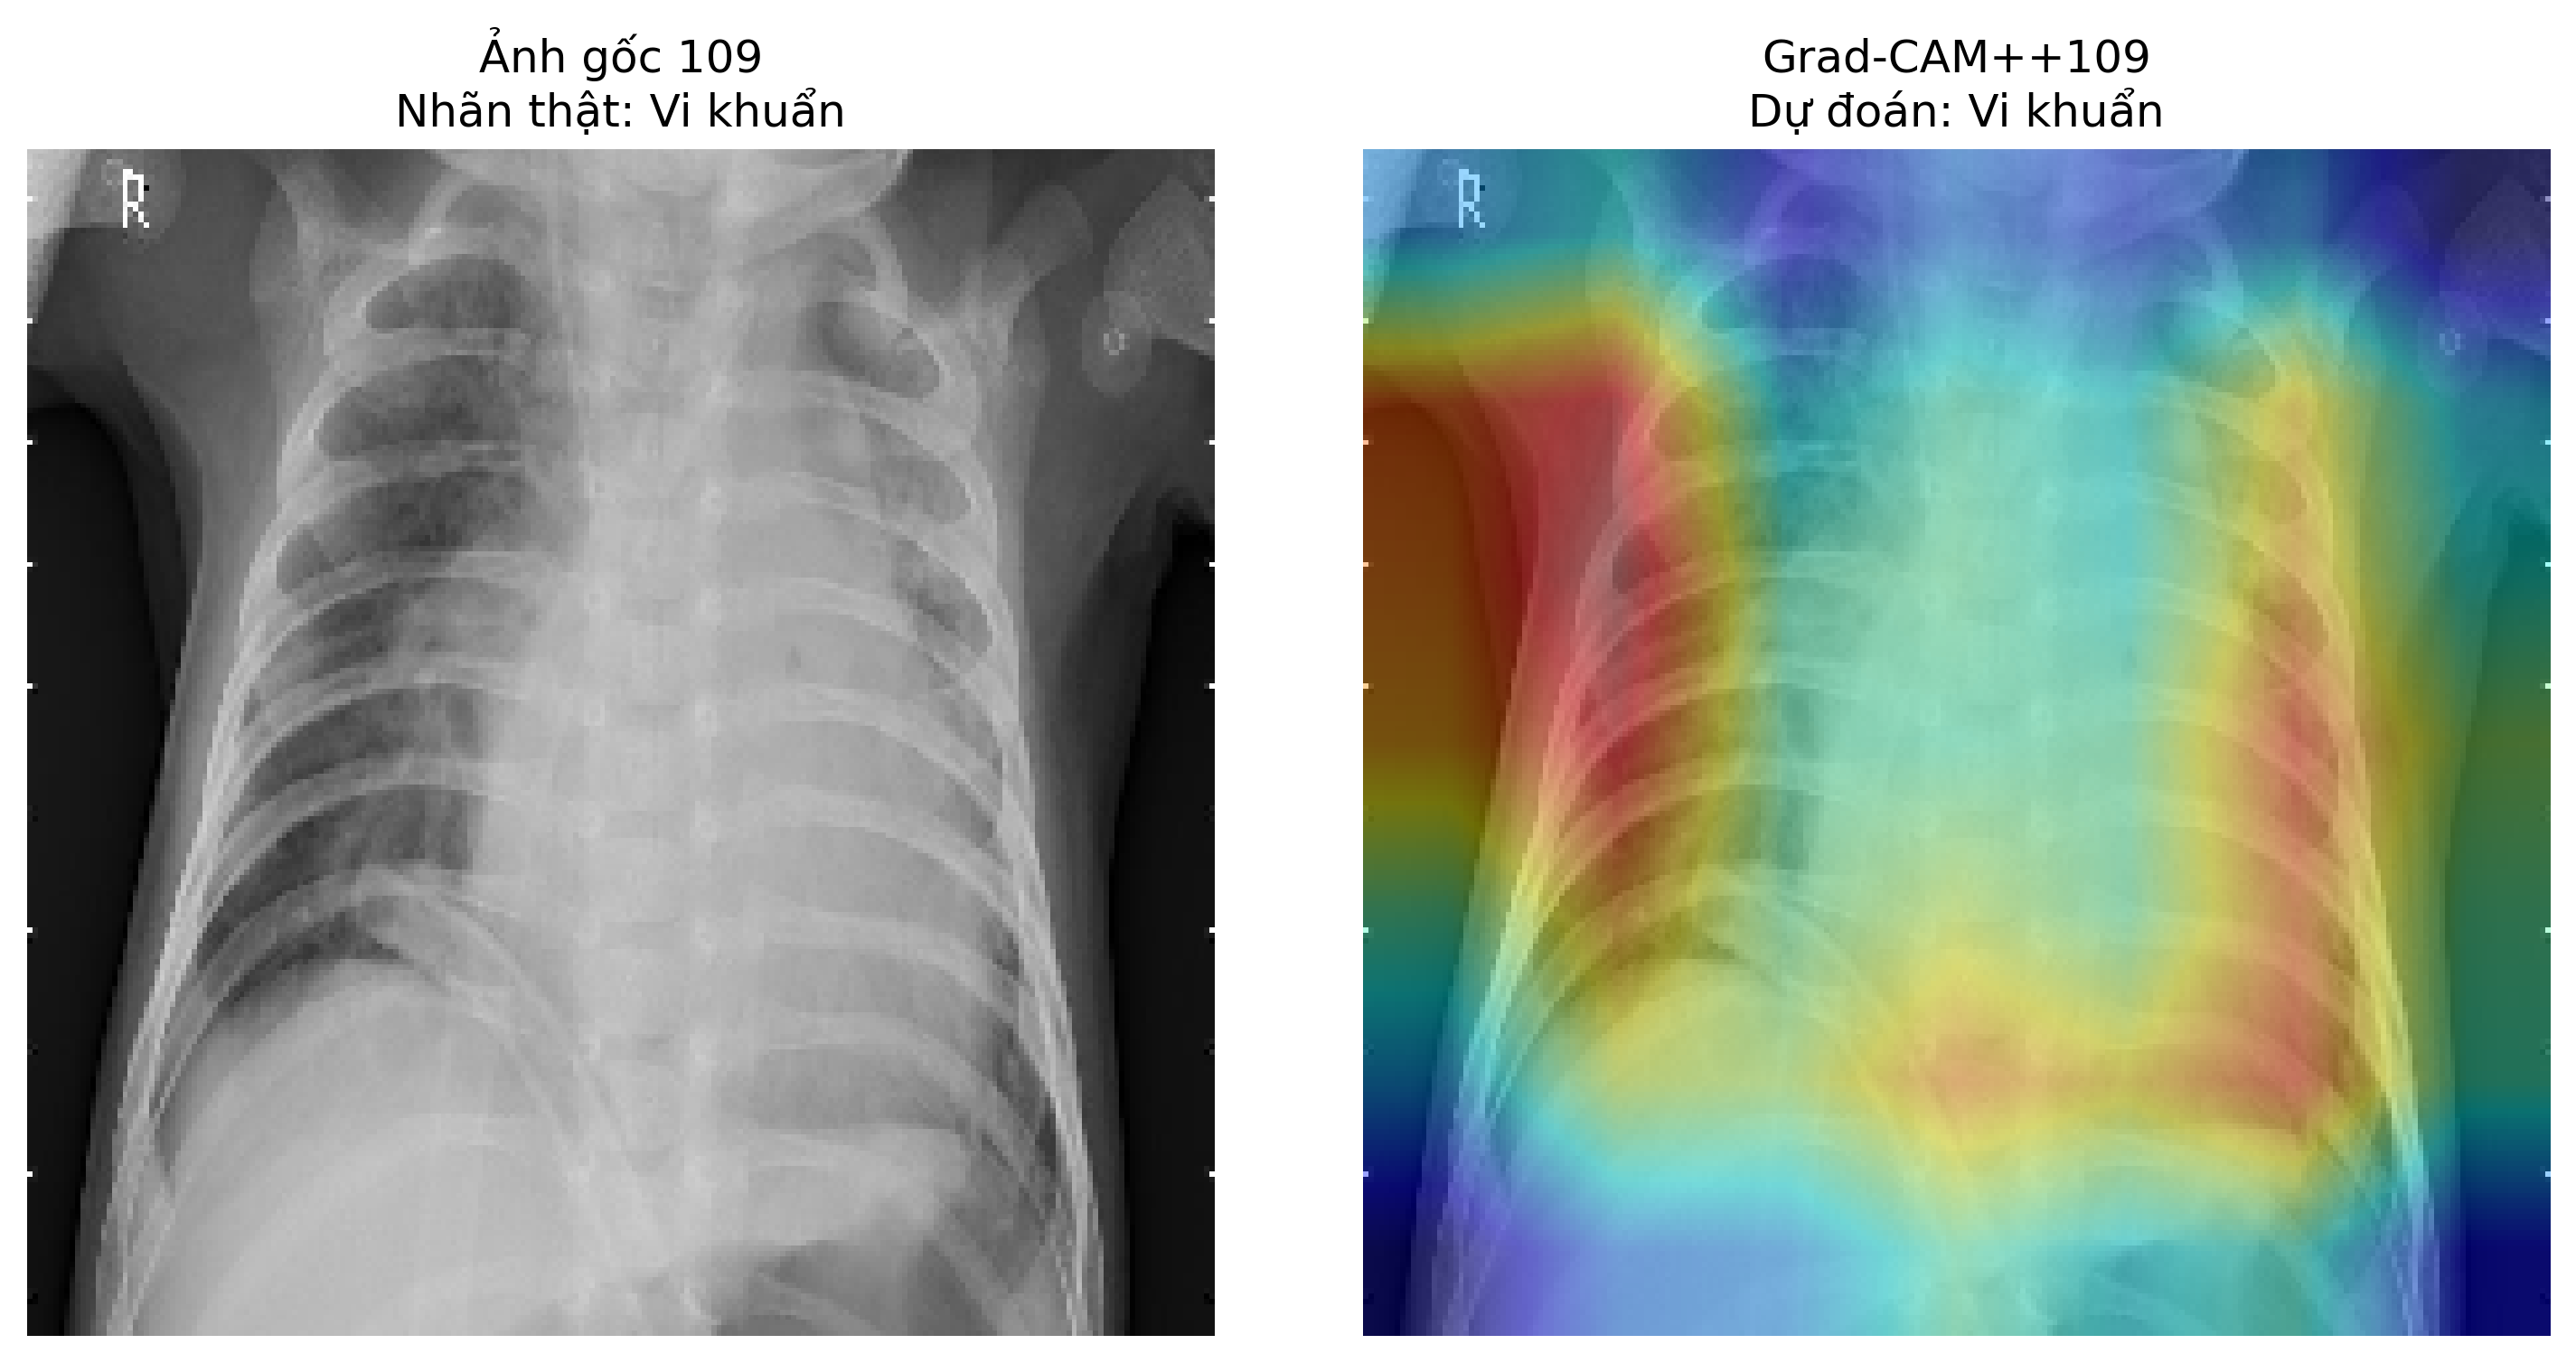 Ảnh gốc 109
Nhãn thật: Vi khuẩn
R
Grad-CAM++109
Dự đoán: Vi khuẩn
R